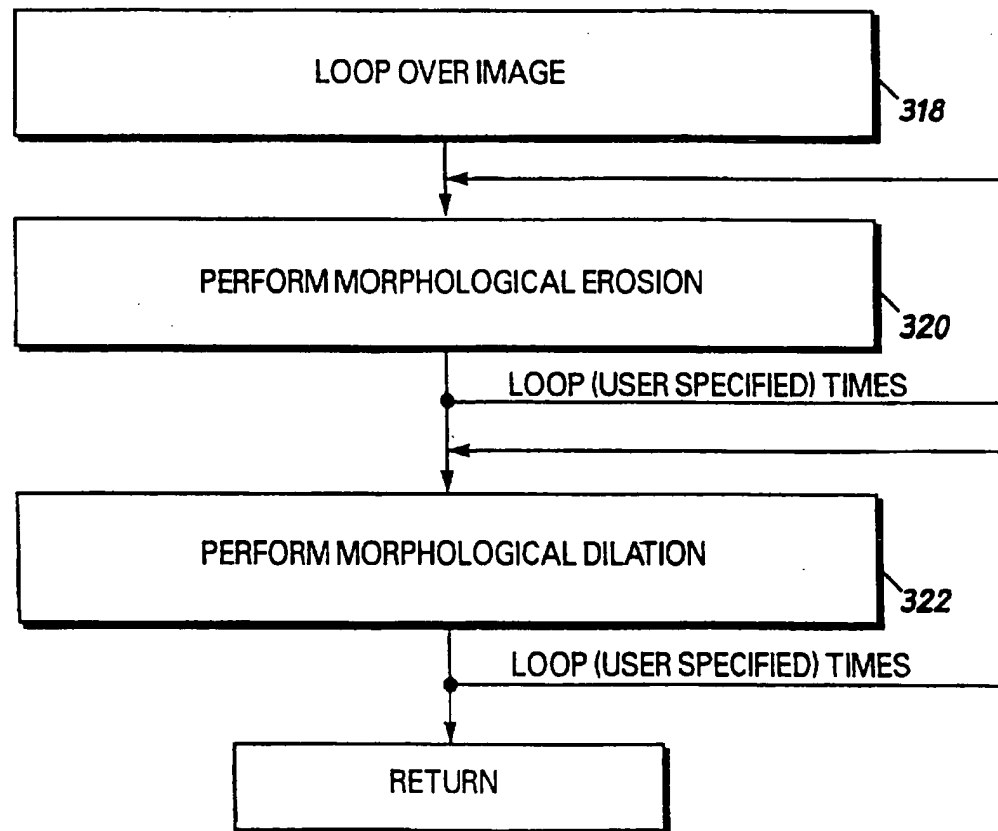 LOOP OVER IMAGE
318
PERFORM MORPHOLOGICAL EROSION
320
LOOP (USER SPECIFIED) TIMES
PERFORM MORPHOLOGICAL DILATION
322
LOOP (USER SPECIFIED) TIMES
RETURN